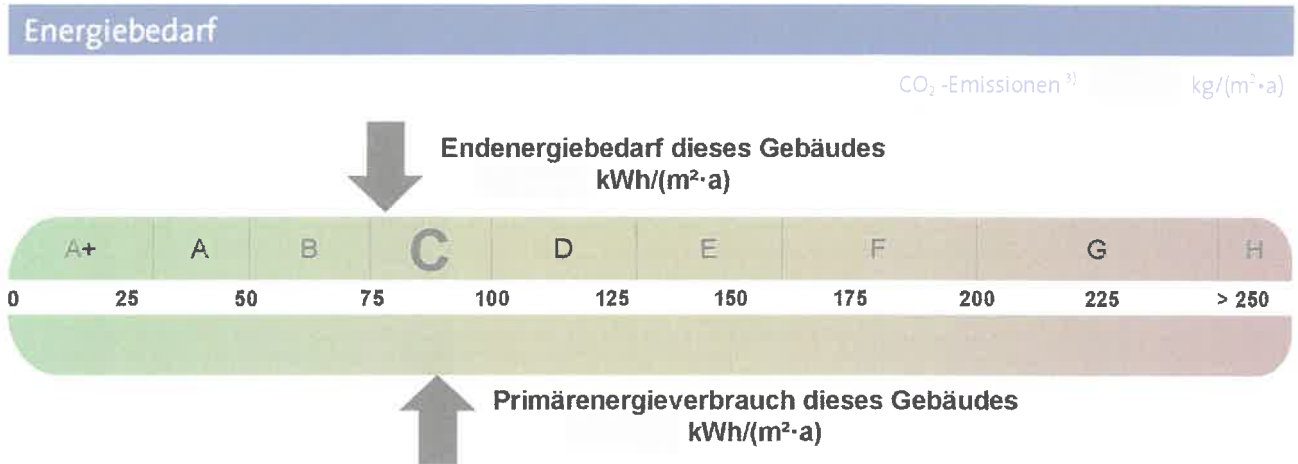 Energiebedarf
CO₂ -Emissionen ³⁾ kg/(m²·a)
Endenergiebedarf dieses Gebäudes
kWh/(m²·a)
A+ A B C D E F G H
0 25 50 75 100 125 150 175 200 225 > 250
Primärenergieverbrauch dieses Gebäudes
kWh/(m²·a)